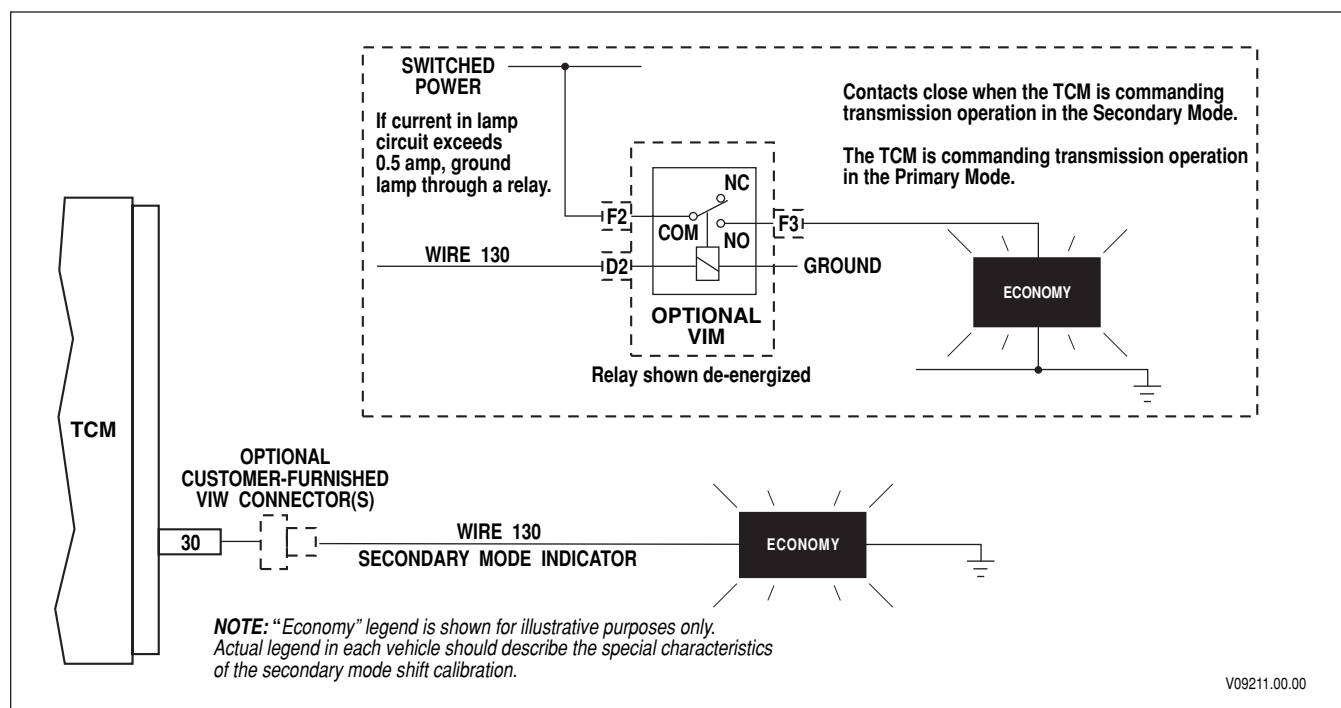 SWITCHED
POWER
If current in lamp
circuit exceeds
0.5 amp, ground
lamp through a relay.
Contacts close when the TCM is commanding
transmission operation in the Secondary Mode.
The TCM is commanding transmission operation
in the Primary Mode.
NC
F2
COM
NO
F3
WIRE 130
D2
GROUND
OPTIONAL
VIM
Relay shown de-energized
ECONOMY
TCM
OPTIONAL
CUSTOMER-FURNISHED
VIW CONNECTOR(S)
30
WIRE 130
SECONDARY MODE INDICATOR
ECONOMY
NOTE: "Economy" legend is shown for illustrative purposes only.
Actual legend in each vehicle should describe the special characteristics
of the secondary mode shift calibration.
V09211.00.00